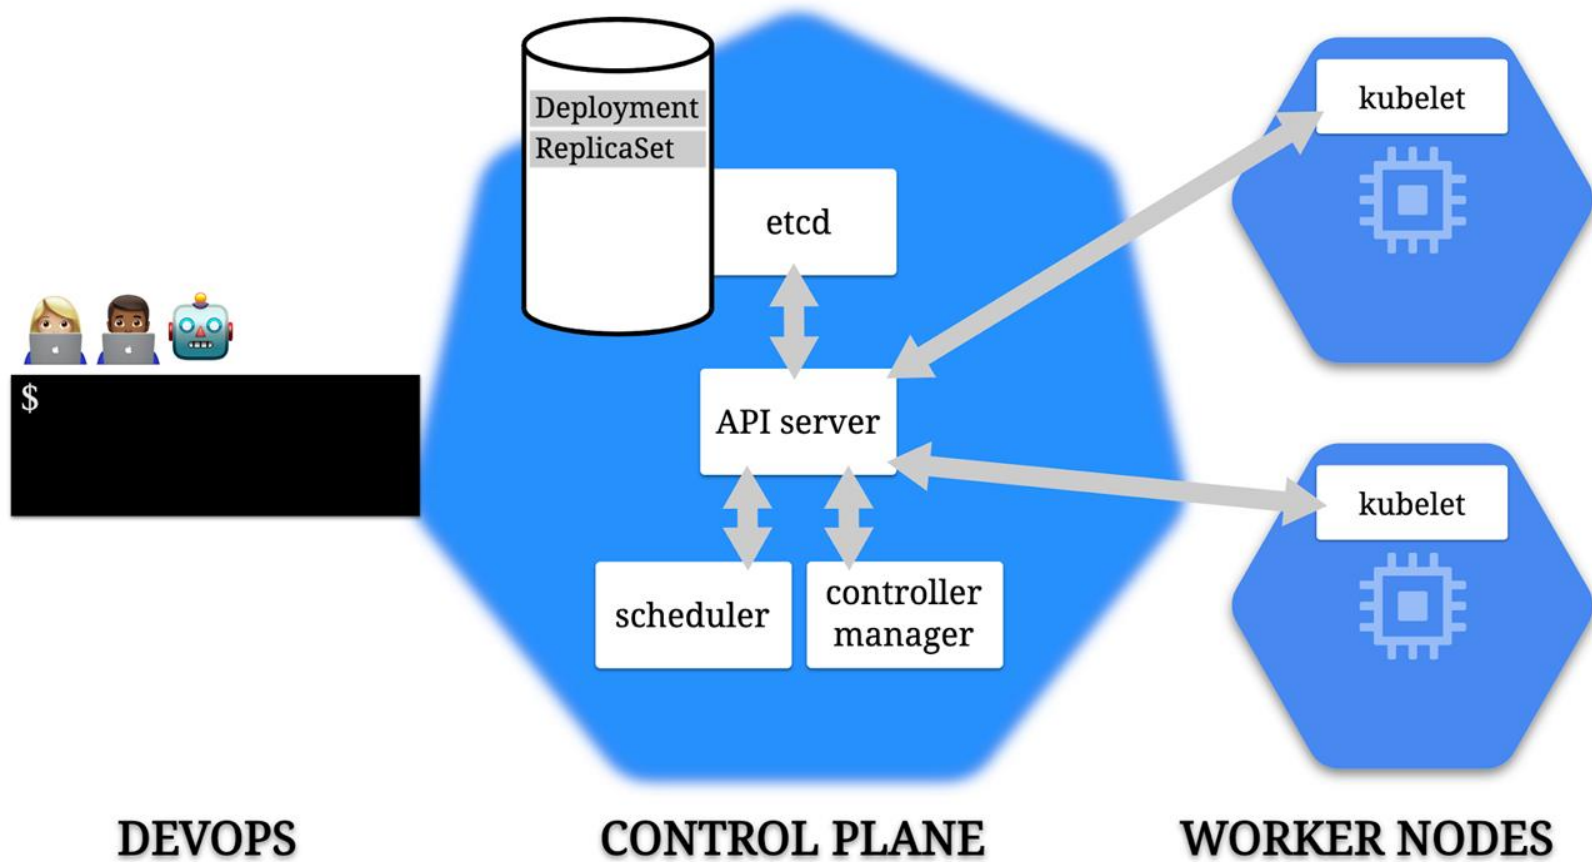 Deployment
ReplicaSet
etcd
kubelet
$
API server
kubelet
scheduler
controller
manager
DEVOPS
CONTROL PLANE
WORKER NODES